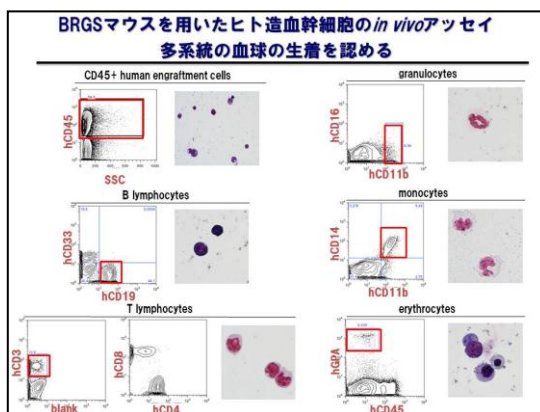 BRGSマウスを用いたヒト造血幹細胞のin vivoアッセイ
多系統の血球の生着を認める
CD45+ human engraftment cells
hCD45
SSC
granulocytes
hCD16
hCD11b
B lymphocytes
hCD33
hCD19
monocytes
hCD14
hCD11b
T lymphocytes
hCD3
blank
hCD8
hCD4
erythrocytes
hGPA
hCD45